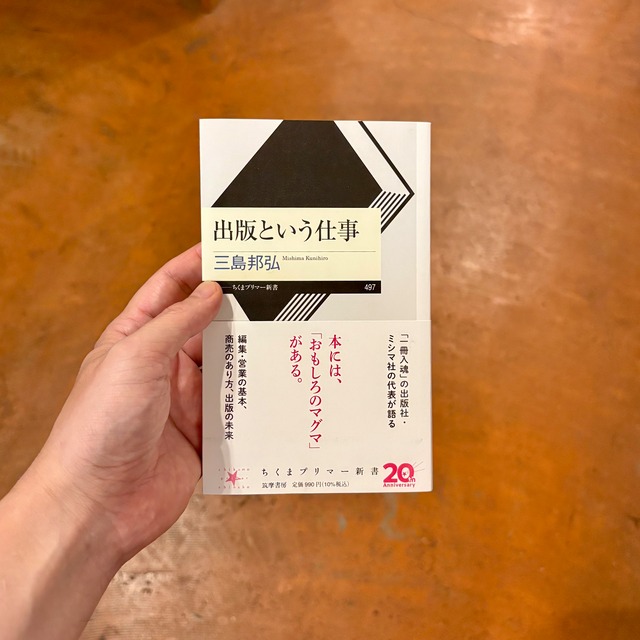 出版という仕事
三島邦弘
Mishima Kunihiro
ちくまプリマー新書
497
「一冊入魂」の出版社・
ミシマ社の代表が語る
本には、
「おもしろのマグマ」
がある。
編集・営業の基本、
商売のあり方、出版の未来
ちくまプリマー新書
20th
Anniversary
筑摩書房 定価990円(10%税込)